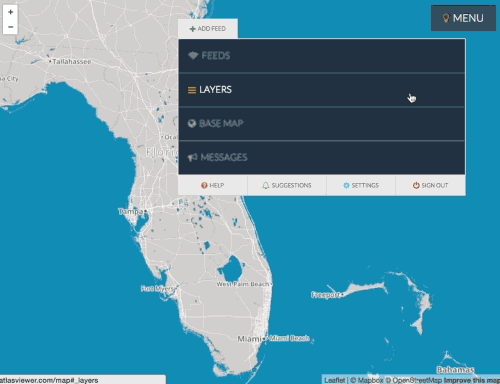 +
ADD FEED
MENU
−
FEEDS
Tallahassee
LAYERS
BASE MAP
MESSAGES
HELP
SUGGESTIONS
SETTINGS
SIGN OUT
Tampa
West Palm Beach
Fort Myers
Freeport
Miami
Miami Beach
Bahamas
atlasviewer.com/map#_layers
Leaflet | © Mapbox © OpenStreetMap Improve this map